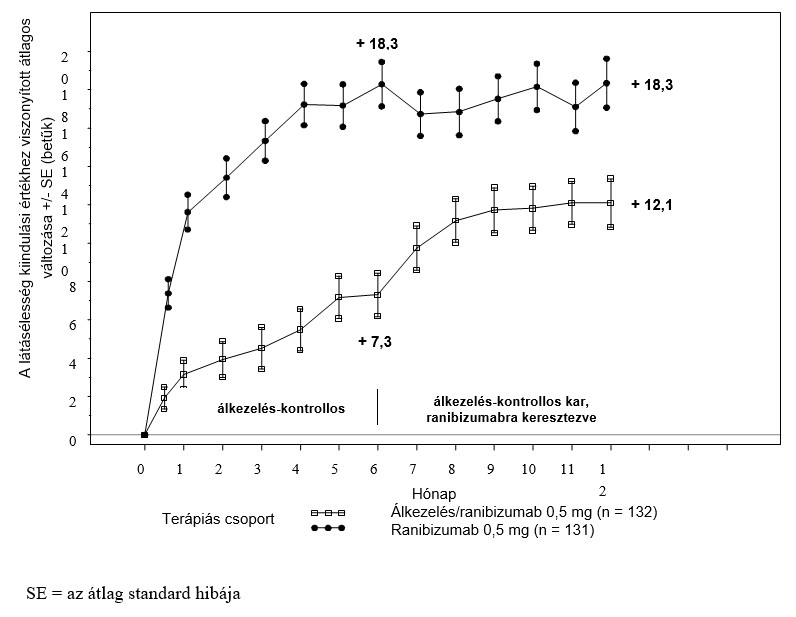 A látásélesség kiindulási értékhez viszonyított átlagos
változása +/- SE (betűk)
2
0
1
8
1
6
1
4
1
2
1
0
8
6
4
2
0
+ 18,3
+ 18,3
+ 12,1
+ 7,3
álkezelés-kontrollos
álkezelés-kontrollos kar,
ranibizumabra keresztezve
0 1 2 3 4 5 6 7 8 9 10 11 1
2
Hónap
Terápiás csoport
Álkezelés/ranibizumab 0,5 mg (n = 132)
Ranibizumab 0,5 mg (n = 131)
SE = az átlag standard hibája